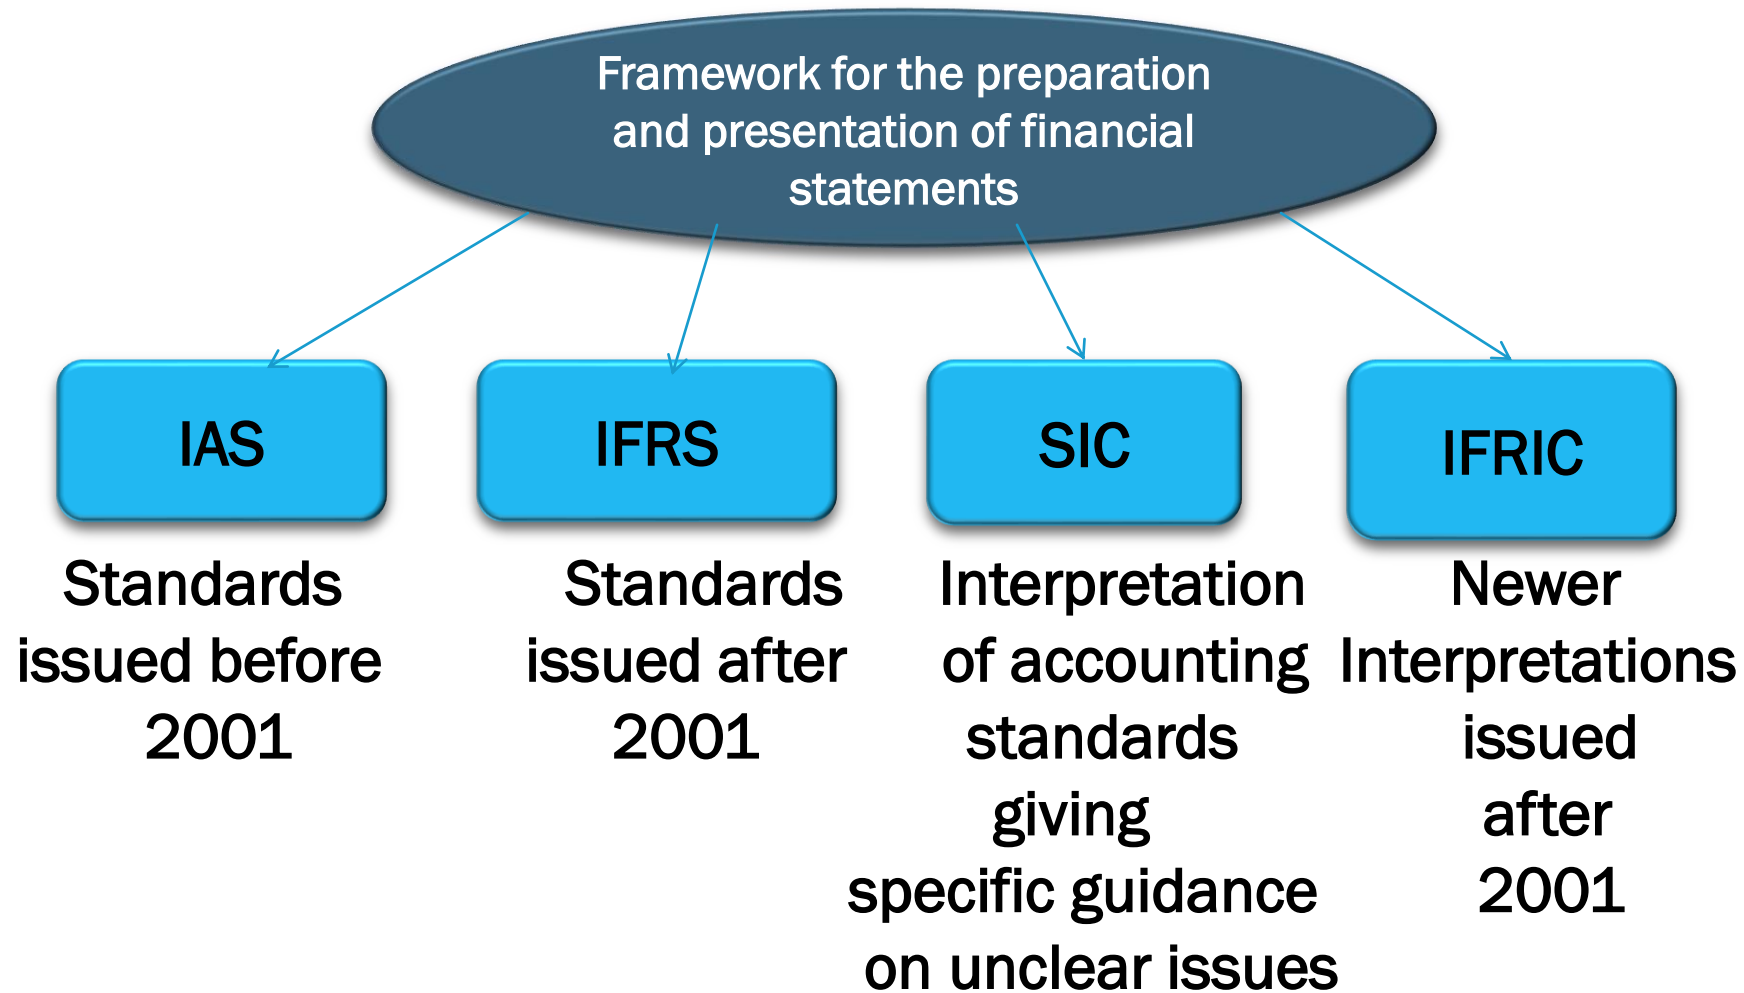 Framework for the preparation
and presentation of financial
statements
IAS
Standards
issued before
2001
IFRS
Standards
issued after
2001
SIC
Interpretation
of accounting
standards
giving
specific guidance
on unclear issues
IFRIC
Newer
Interpretations
issued
after
2001